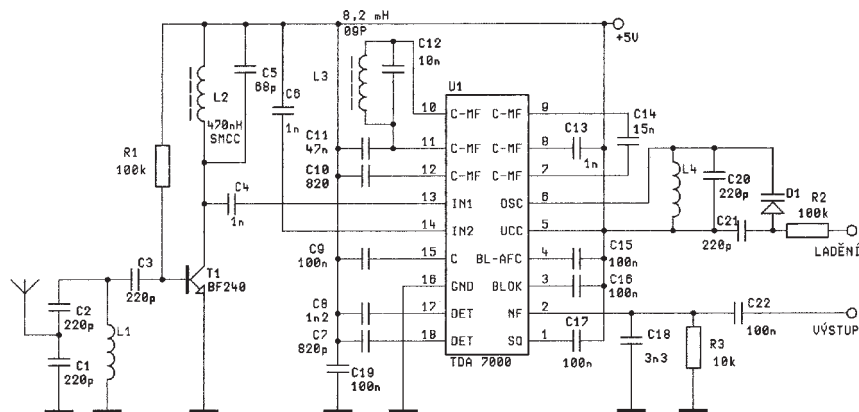 8,2 mH
09P
+5V
C12
10n
L3
U1
C5
68p
C6
1n
L2
470nH
SMCC
10 C-MF C-MF 9
C14
15n
C13
1n
C11
47n
11 C-MF C-MF 8
R1
100k
C10
820
12 C-MF C-MF 7
L4
C20
220p
D1
R2
100k
C4
1n
13 IN1 OSC 6
14 IN2 UCC 5
C21
220p
LADĚNÍ
C3
220p
T1
BF240
C9
100n
15 C BL-AFC 4
C15
100n
16 GND BLOK 3
C16
100n
C2
220p
L1
C8
1n2
17 DET NF 2
C22
100n
VÝSTUP
C7
820p
18 DET SQ 1
C17
100n
C18
3n3
R3
10k
C1
220p
C19
100n
TDA 7000